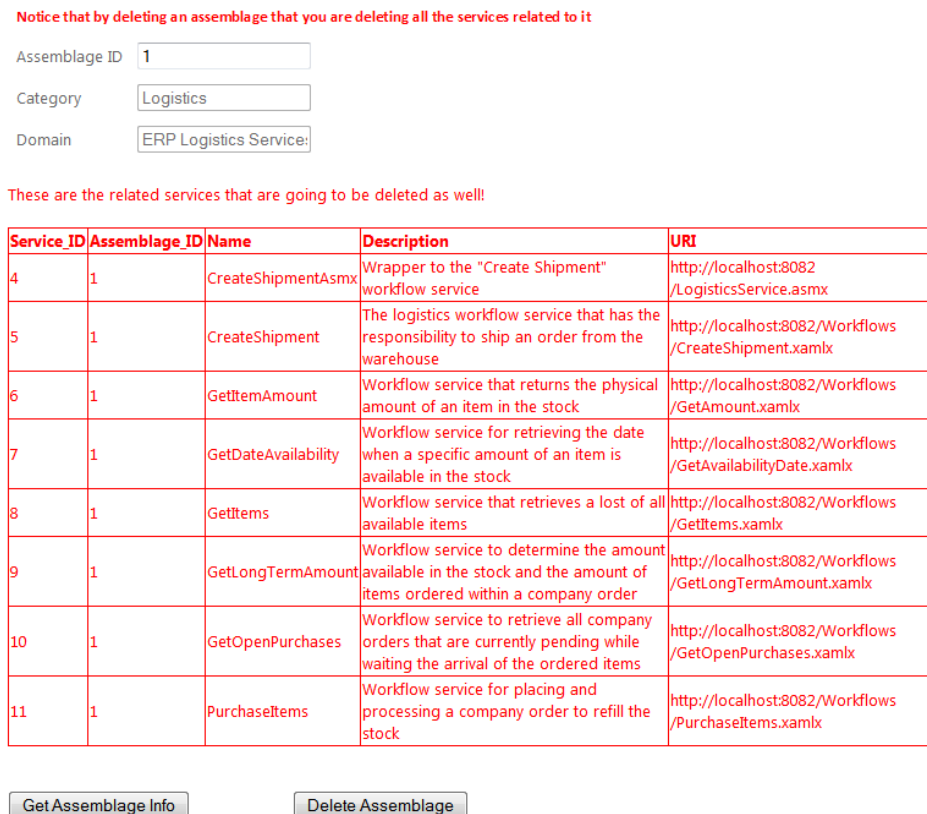 Notice that by deleting an assemblage that you are deleting all the services related to it
Assemblage ID 1
Category Logistics
Domain ERP Logistics Services
These are the related services that are going to be deleted as well!
Service_ID Assemblage_ID Name Description URI
4 1 CreateShipmentAsmx Wrapper to the "Create Shipment" http://localhost:8082
workflow service /LogisticsService.asmx
5 1 CreateShipment The logistics workflow service that has the http://localhost:8082/Workflows
responsibility to ship an order from the /CreateShipment.xamlx
warehouse
6 1 GetItemAmount Workflow service that returns the physical http://localhost:8082/Workflows
amount of an item in the stock /GetAmount.xamlx
7 1 GetDateAvailability Workflow service for retrieving the date http://localhost:8082/Workflows
when a specific amount of an item is /GetAvailabilityDate.xamlx
available in the stock
8 1 GetItems Workflow service that retrieves a lost of all http://localhost:8082/Workflows
available items /GetItems.xamlx
9 1 GetLongTermAmount Workflow service to determine the amount http://localhost:8082/Workflows
available in the stock and the amount of /GetLongTermAmount.xamlx
items ordered within a company order
10 1 GetOpenPurchases Workflow service to retrieve all company http://localhost:8082/Workflows
orders that are currently pending while /GetOpenPurchases.xamlx
waiting the arrival of the ordered items
11 1 PurchaseItems Workflow service for placing and http://localhost:8082/Workflows
processing a company order to refill the /PurchaseItems.xamlx
stock
Get Assemblage Info Delete Assemblage